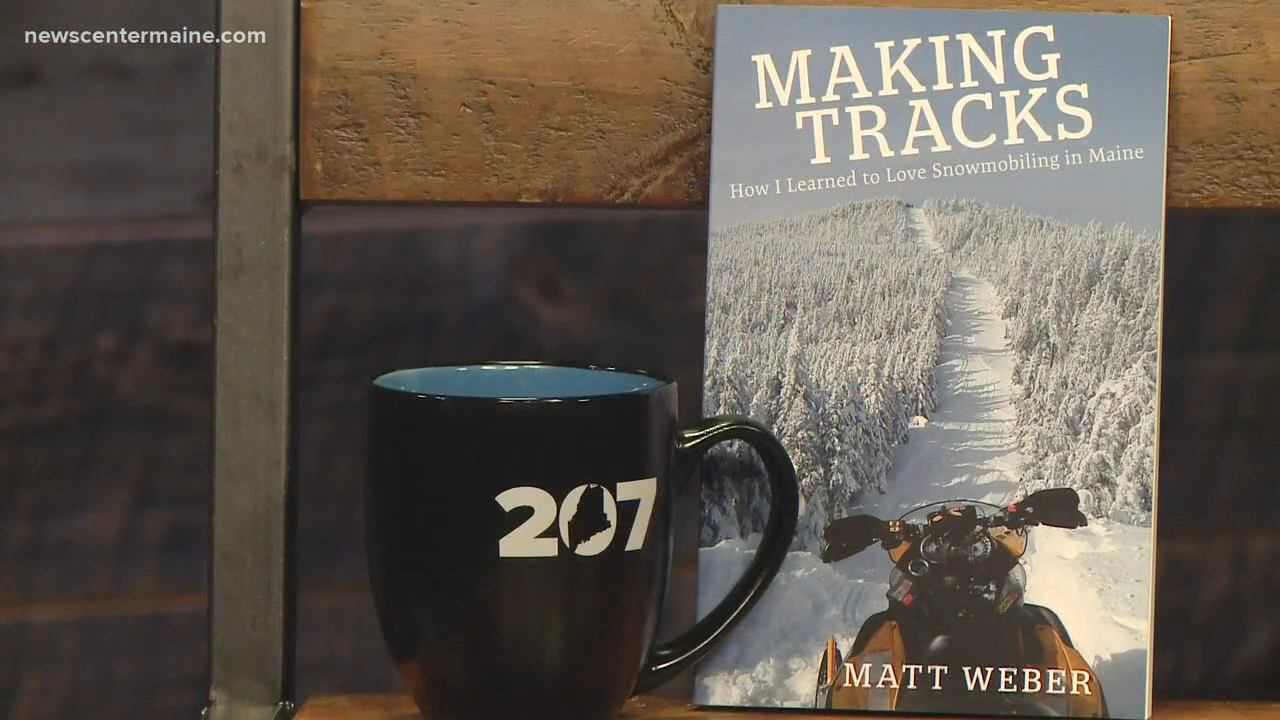 newscentermaine.com
MAKING
TRACKS
How I Learned to Love Snowmobiling in Maine
207
MATT WEBER